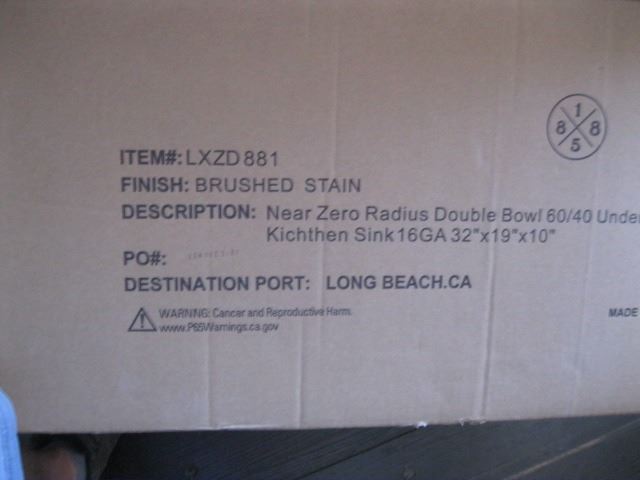 1
8 8
5
ITEM#: LXZD 881
FINISH: BRUSHED STAIN
DESCRIPTION: Near Zero Radius Double Bowl 60/40 Unde
Kichthen Sink 16GA 32"x19"x10"
PO#:
DESTINATION PORT: LONG BEACH.CA
WARNING: Cancer and Reproductive Harm.
www.P65Warnings.ca.gov
MADE